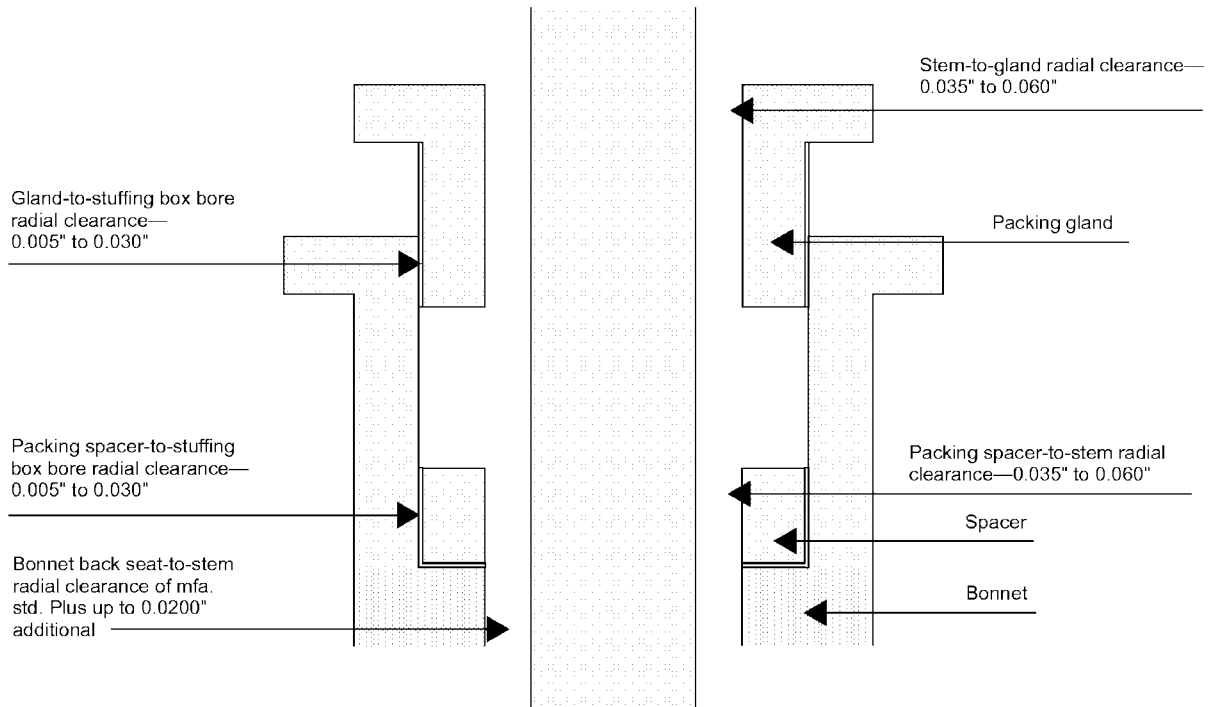 Stem-to-gland radial clearance—
0.035" to 0.060"
Gland-to-stuffing box bore
radial clearance—
0.005" to 0.030"
Packing gland
Packing spacer-to-stuffing
box bore radial clearance—
0.005" to 0.030"
Packing spacer-to-stem radial
clearance—0.035" to 0.060"
Spacer
Bonnet back seat-to-stem
radial clearance of mfa.
std. Plus up to 0.0200"
additional
Bonnet